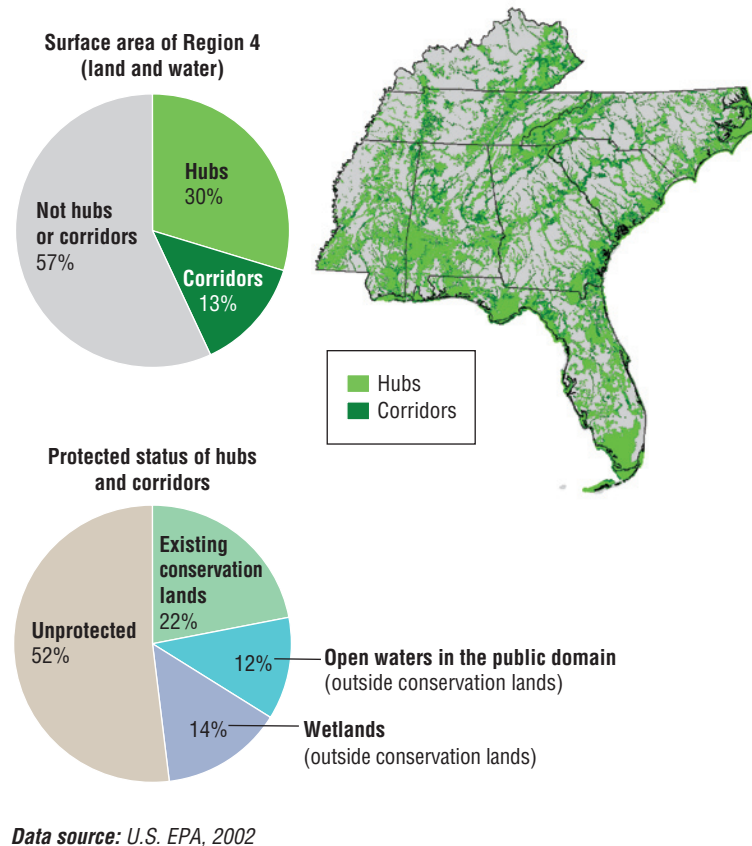 Surface area of Region 4
(land and water)
Hubs
30%
Not hubs
or corridors
57%
Corridors
13%
Hubs
Corridors
Protected status of hubs
and corridors
Existing
conservation
lands
22%
Unprotected
52%
12%
Open waters in the public domain
(outside conservation lands)
14%
Wetlands
(outside conservation lands)
Data source: U.S. EPA, 2002